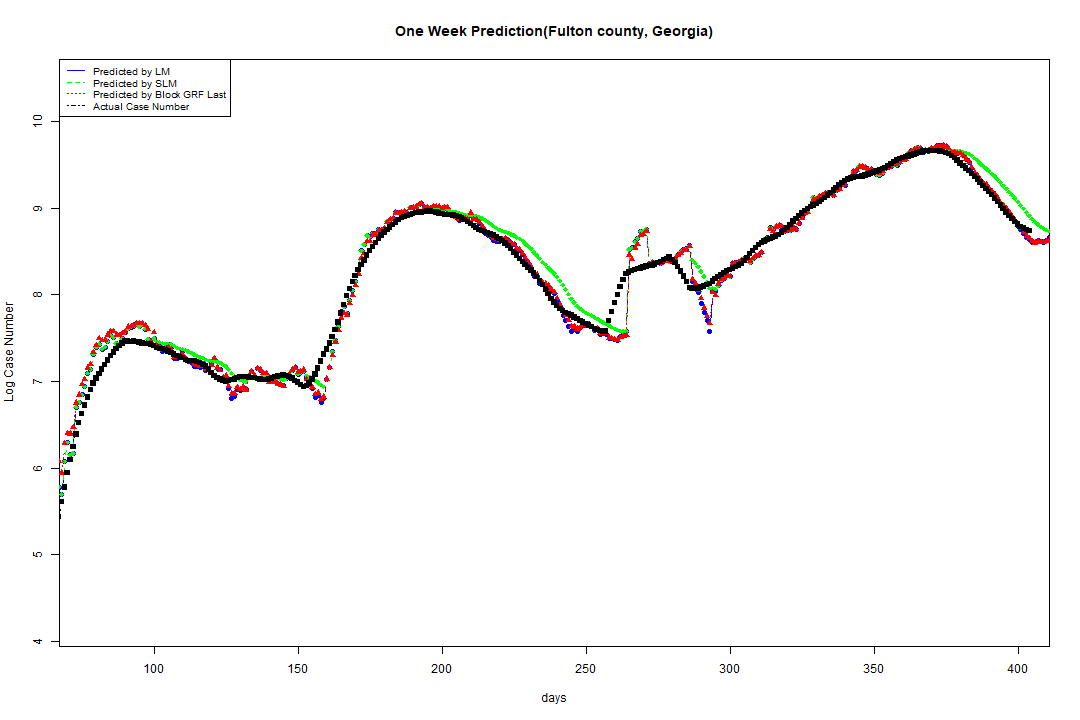 One Week Prediction(Fulton county, Georgia)
Predicted by LM
Predicted by SLM
Predicted by Block GRF Last
Actual Case Number
10
9
8
7
6
5
4
Log Case Number
100 150 200 250 300 350 400
days